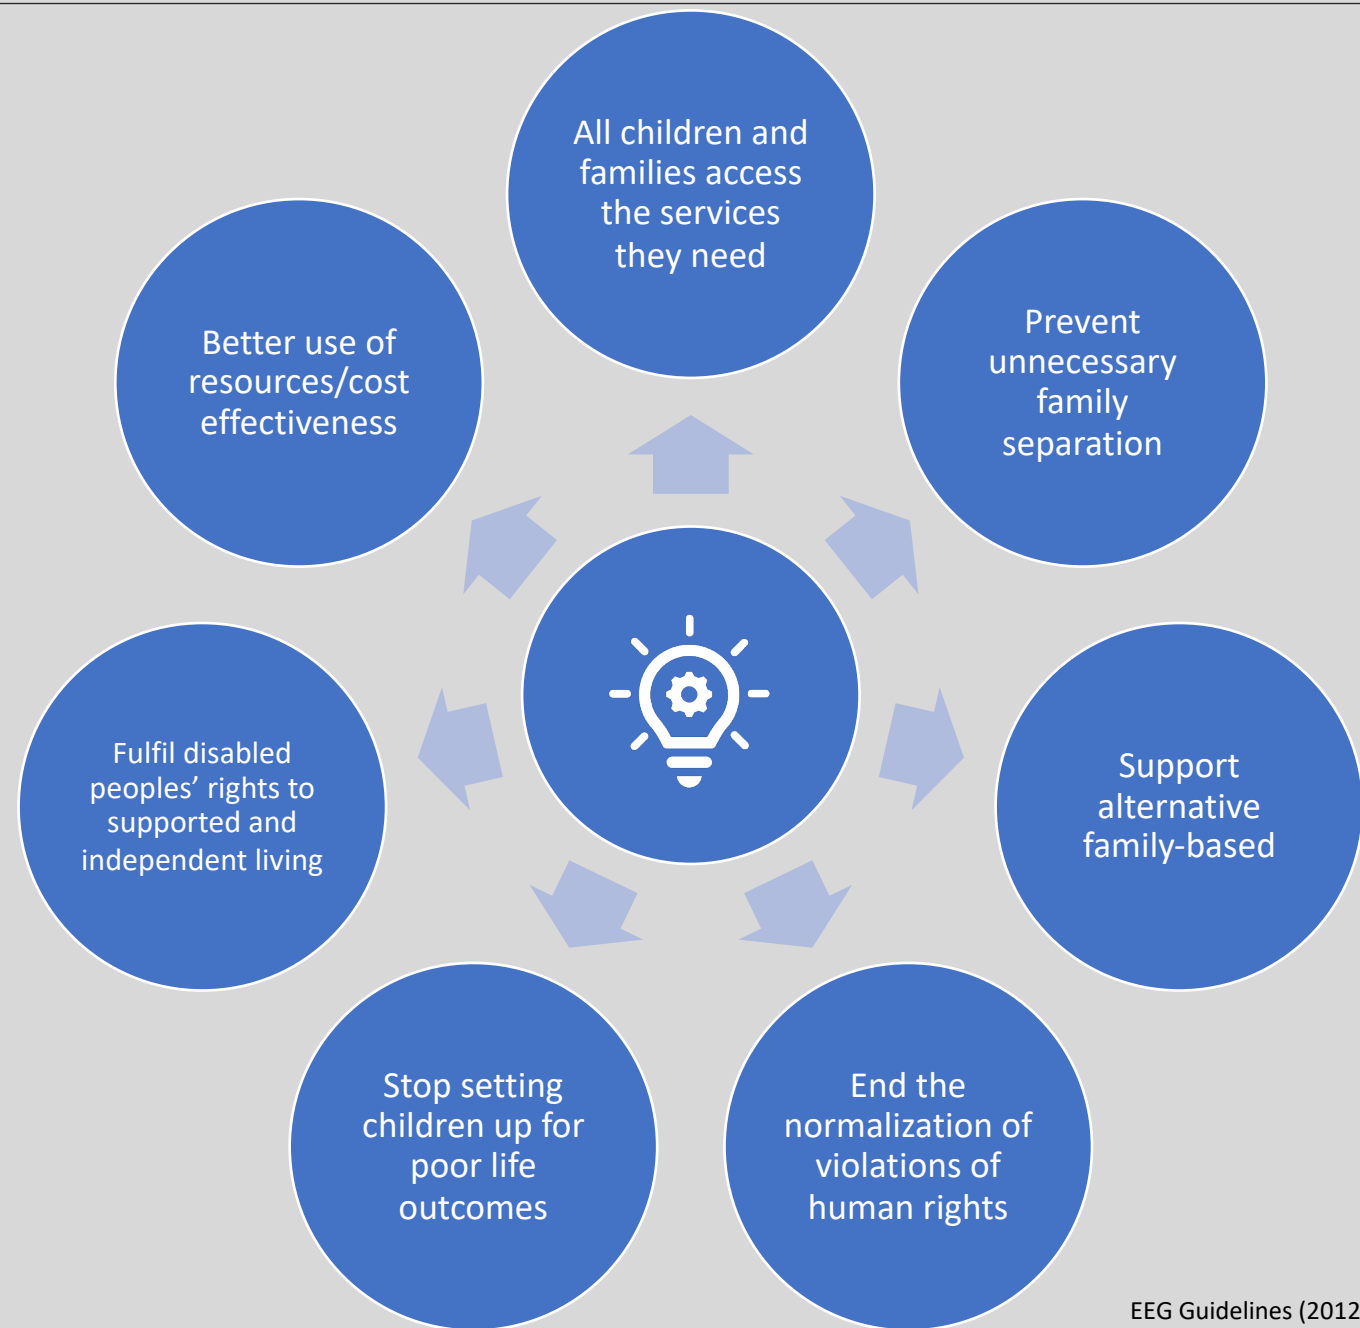 All children and
families access
the services
they need
Prevent
unnecessary
family
separation
Support
alternative
family-based
End the
normalization of
violations of
human rights
Stop setting
children up for
poor life
outcomes
Fulfil disabled
peoples’ rights to
supported and
independent living
Better use of
resources/cost
effectiveness
EEG Guidelines (2012